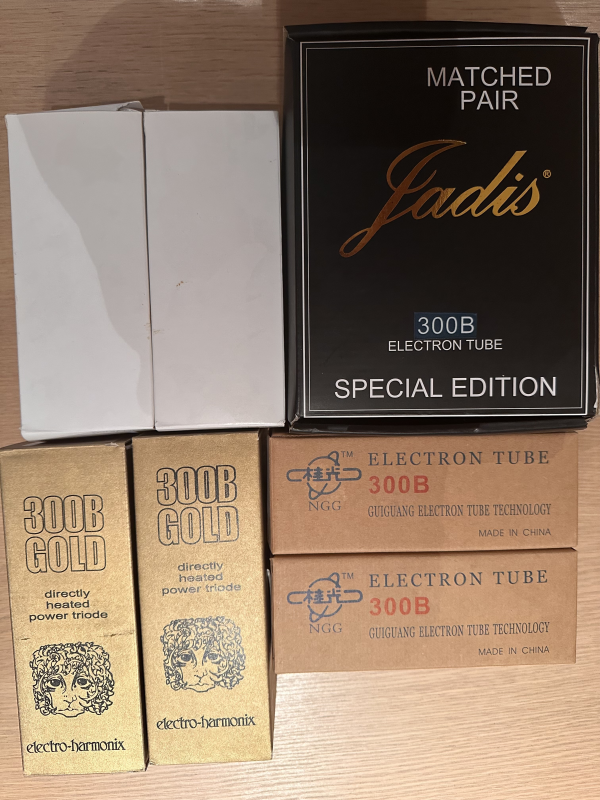 MATCHED
PAIR
Jadis®
300B
ELECTRON TUBE
SPECIAL EDITION
300B
GOLD
directly
heated
power triode
electro-harmonix
300B
GOLD
directly
heated
power triode
electro-harmonix
桂光 TM
NGG
ELECTRON TUBE
300B
GUIGUANG ELECTRON TUBE TECHNOLOGY
MADE IN CHINA
桂光 TM
NGG
ELECTRON TUBE
300B
GUIGUANG ELECTRON TUBE TECHNOLOGY
MADE IN CHINA